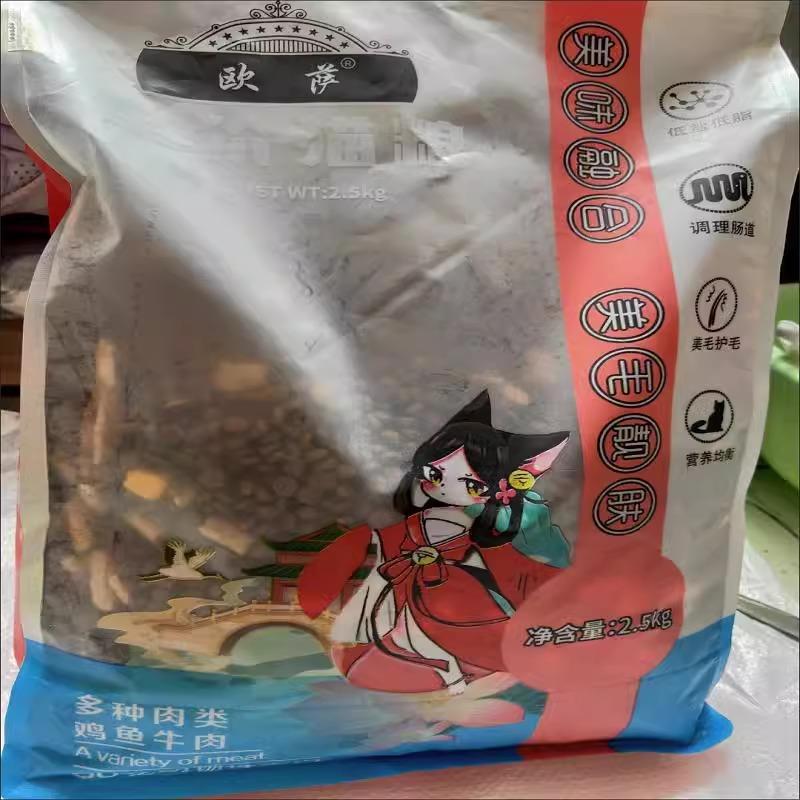 欧萨®
WT:2.5kg
美味融合
美毛靓肤
低盐低脂
调理肠道
美毛护毛
营养均衡
净含量:2.5kg
多种肉类
鸡鱼牛肉
A variety of meat